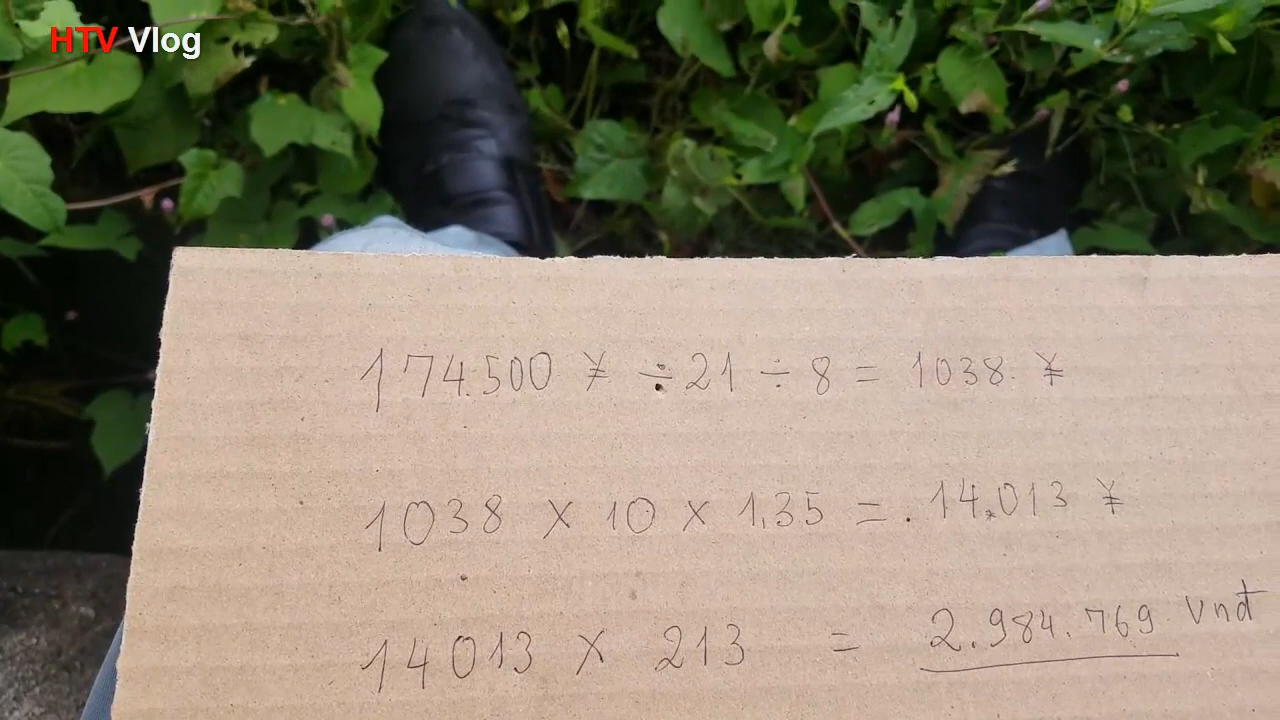 HTV Vlog
174.500 ¥ ÷ 21 ÷ 8 = 1038 ¥
1038 x 10 x 1,35 = 14.013 ¥
14013 x 213 = 2.984.769 Vnđ